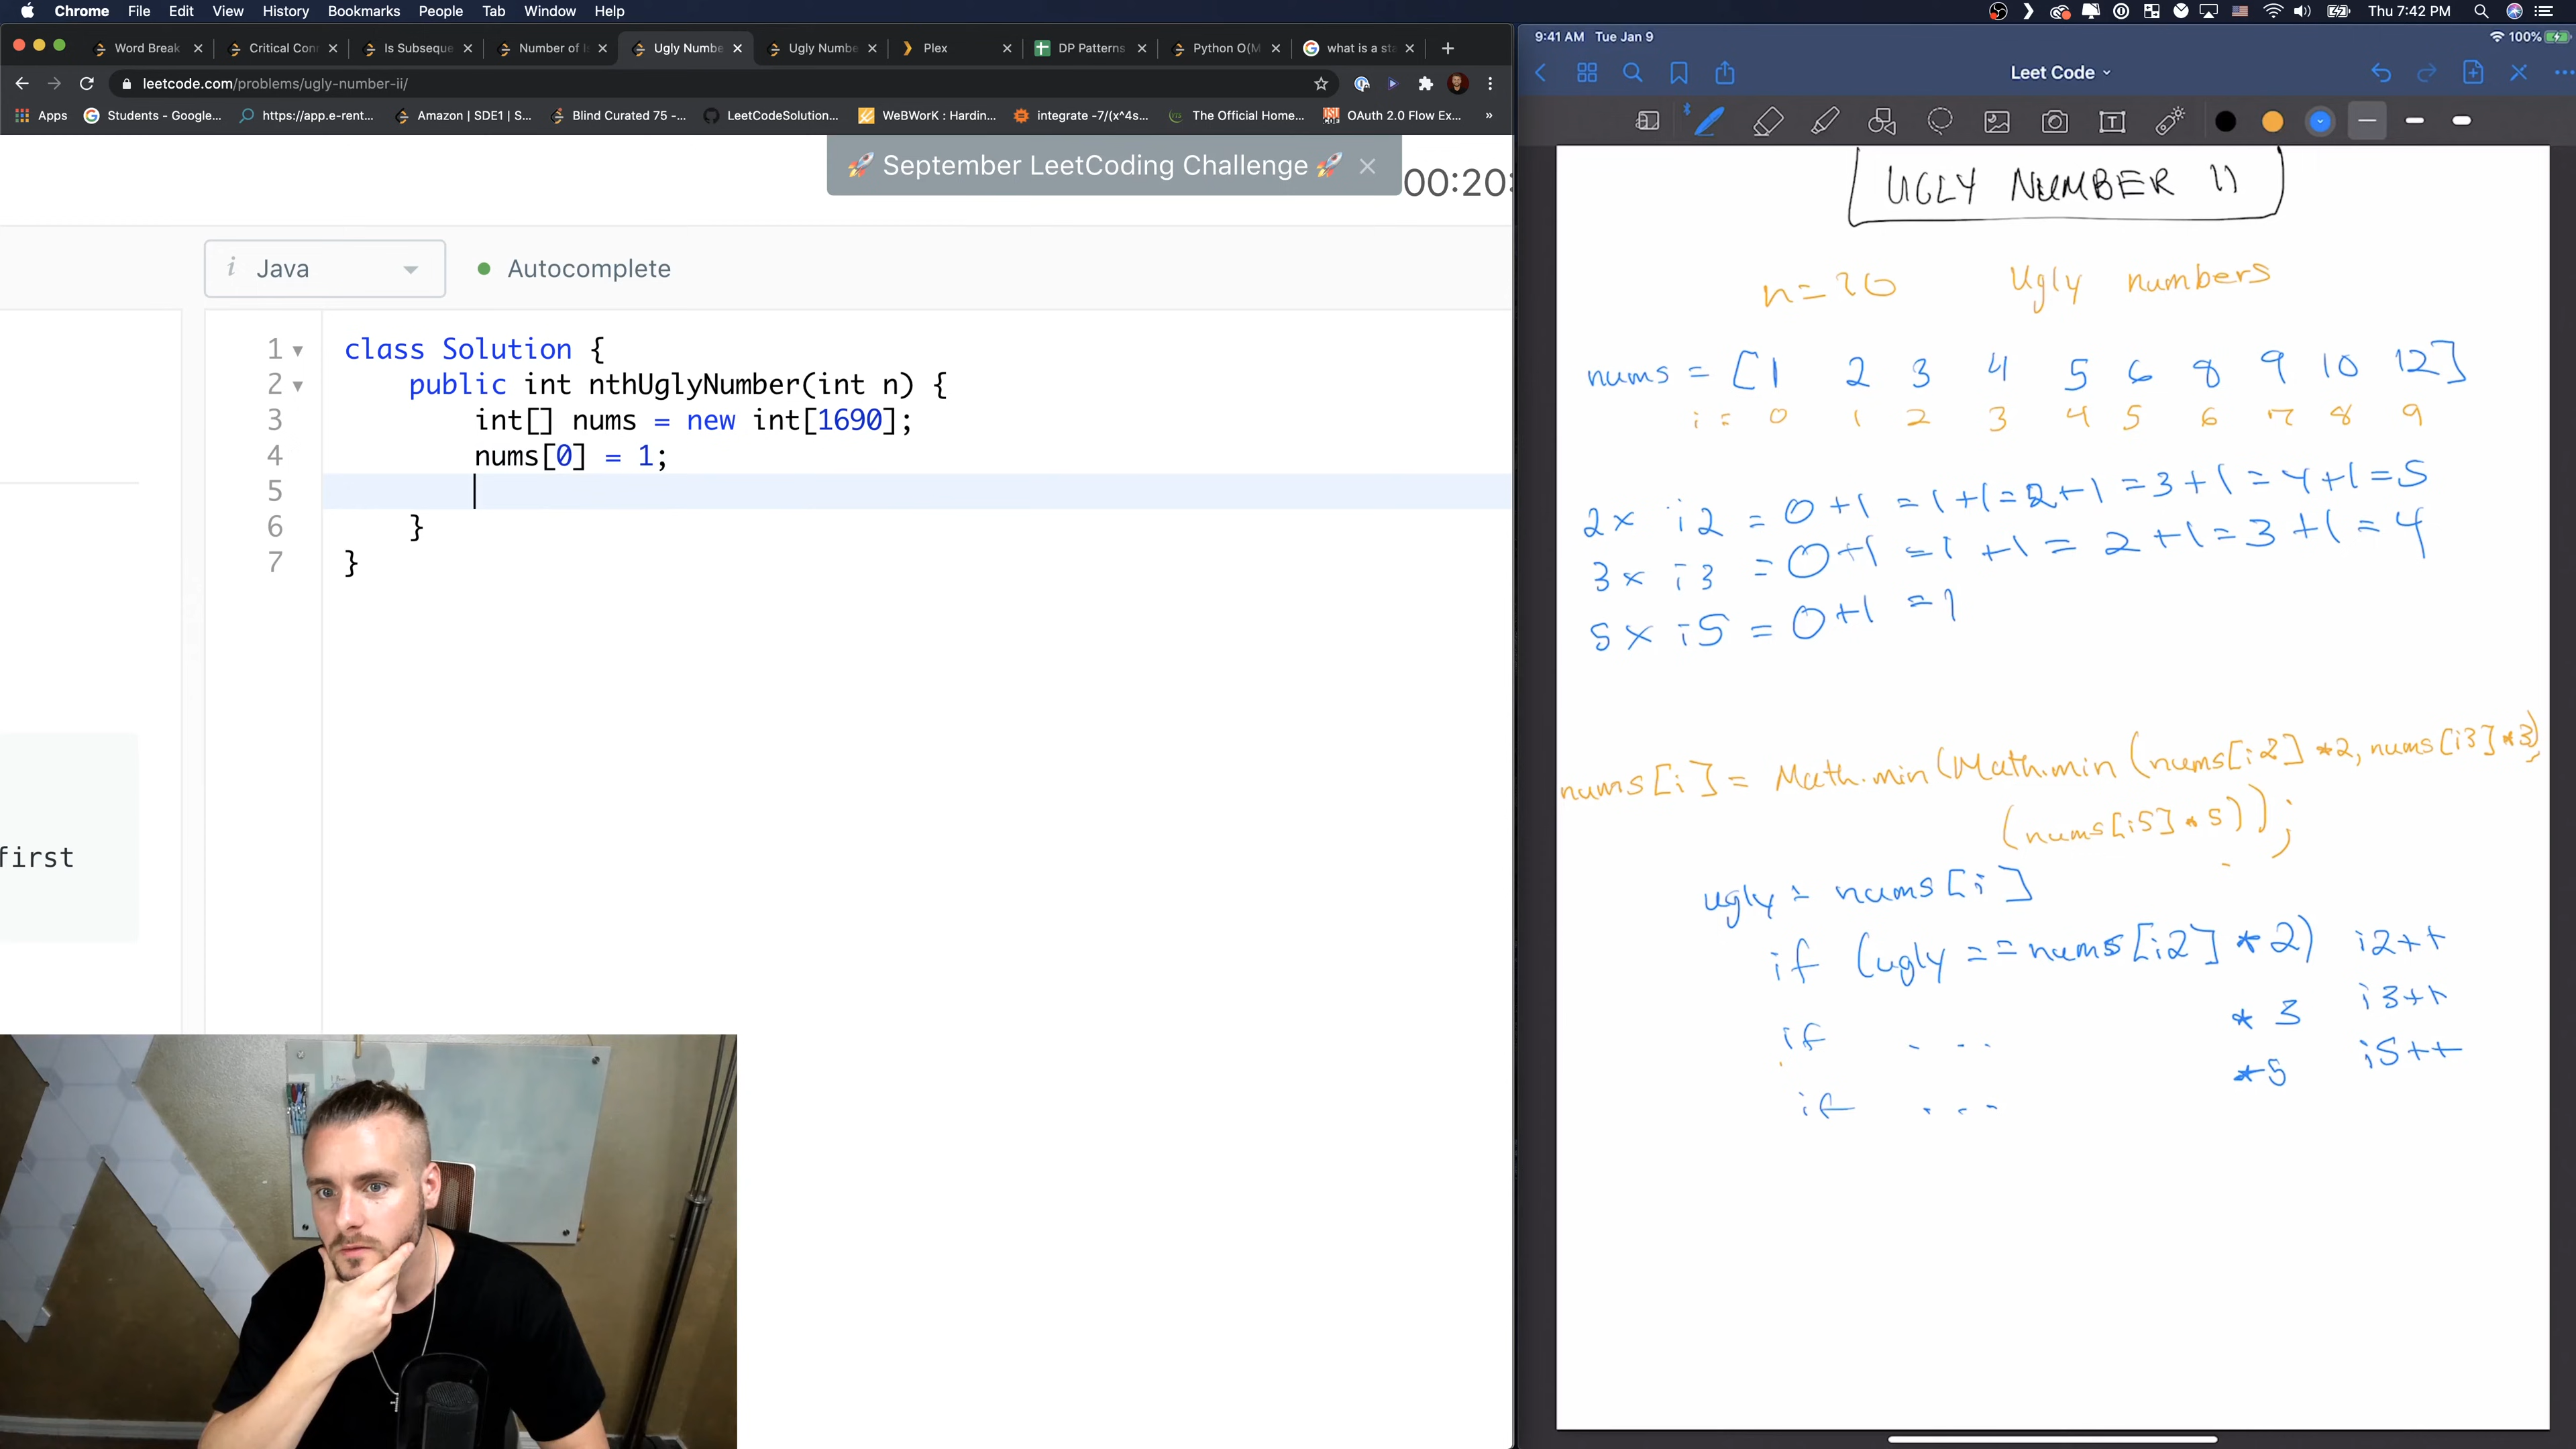 Chrome File Edit View History Bookmarks People Tab Window Help
Thu 7:42 PM
Word Break
Critical Conr
Is Subseque
Number of I
Ugly Numbe
Ugly Numbe
Plex
DP Patterns
Python O(M
what is a sta
leetcode.com/problems/ugly-number-ii/
Apps
Students - Google...
https://app.e-rent...
Amazon | SDE1 | S...
Blind Curated 75 -...
LeetCodeSolution...
WeBWorK : Hardin...
integrate -7/(x^4s...
The Official Home...
OAuth 2.0 Flow Ex...
»
🚀 September LeetCoding Challenge 🚀
00:20:
i Java
Autocomplete
1 class Solution {
2 public int nthUglyNumber(int n) {
3 int[] nums = new int[1690];
4 nums[0] = 1;
5
6 }
7 }
first
9:41 AM Tue Jan 9
100%
Leet Code
UGLY NUMBER II
n=20 Ugly numbers
nums = [1 2 3 4 5 6 8 9 10 12]
i = 0 1 2 3 4 5 6 7 8 9
2x i2 = 0+1 = 1+1 = 2+1 = 3+1 = 4+1 = 5
3x i3 = 0+1 = 1+1 = 2+1 = 3+1 = 4
5x i5 = 0+1 = 1
nums[i] = Math.min(Math.min(nums[i2] *2, nums[i3] *3),
(nums[i5] * 5));
ugly = nums[i]
if (ugly == nums[i2] * 2) i2++
if . ... * 3 i3++
if . . . *5 i5++